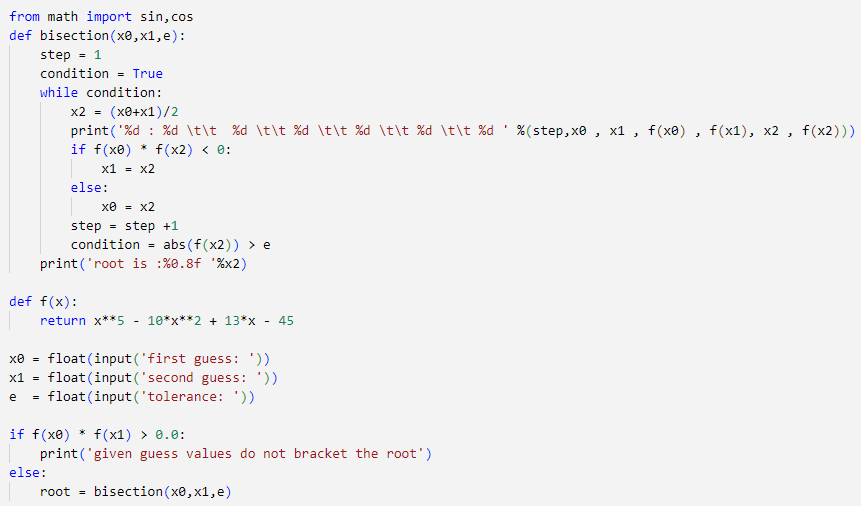 from math import sin,cos
def bisection(x0,x1,e):
    step = 1
    condition = True
    while condition:
        x2 = (x0+x1)/2
        print('%d : %d \t\t  %d \t\t %d \t\t %d \t\t %d \t\t %d ' %(step,x0 , x1 , f(x0) , f(x1), x2 , f(x2)))
        if f(x0) * f(x2) < 0:
            x1 = x2
        else:
            x0 = x2
        step = step +1
        condition = abs(f(x2)) > e
    print('root is :%0.8f '%x2)

def f(x):
    return x**5 - 10*x**2 + 13*x - 45

x0 = float(input('first guess: '))
x1 = float(input('second guess: '))
e  = float(input('tolerance: '))

if f(x0) * f(x1) > 0.0:
    print('given guess values do not bracket the root')
else:
    root = bisection(x0,x1,e)